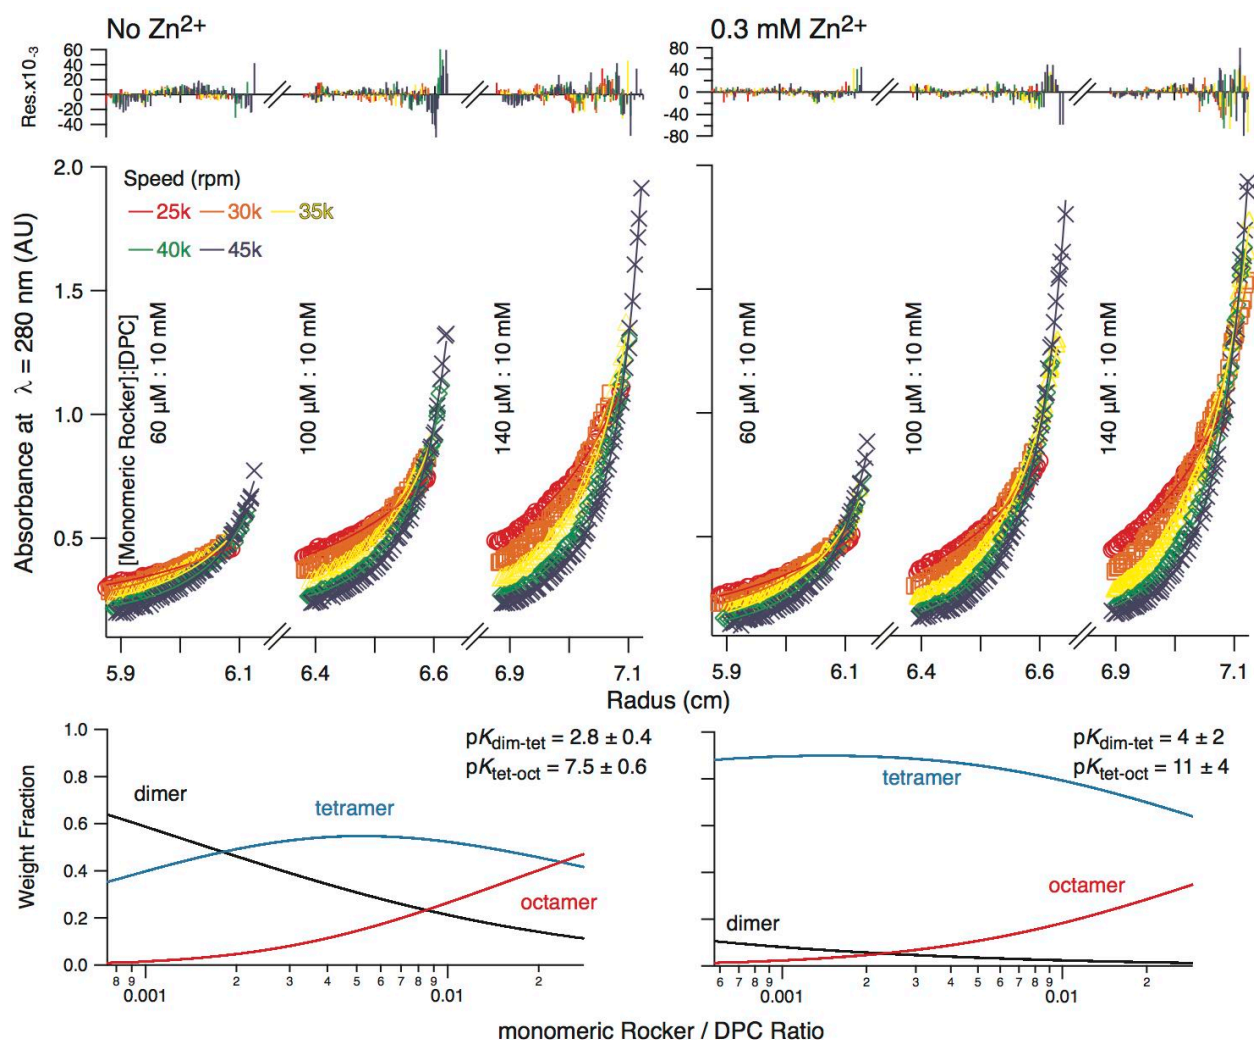 No Zn2+
0.3 mM Zn2+
Res.x10-3
60
40
20
0
-20
-40
80
40
0
-40
-80
Absorbance at λ = 280 nm (AU)
2.0
1.5
1.0
0.5
Speed (rpm)
25k
30k
35k
40k
45k
[Monomeric Rocker]:[DPC]
60 µM : 10 mM
100 µM : 10 mM
140 µM : 10 mM
60 µM : 10 mM
100 µM : 10 mM
140 µM : 10 mM
5.9
6.1
6.4
6.6
6.9
7.1
5.9
6.1
6.4
6.6
6.9
7.1
Radus (cm)
Weight Fraction
1.0
0.8
0.6
0.4
0.2
0.0
pKdim-tet = 2.8 ± 0.4
pKtet-oct = 7.5 ± 0.6
dimer
tetramer
octamer
8 9 2 3 4 5 6 7 8 9 2
0.001 0.01
pKdim-tet = 4 ± 2
pKtet-oct = 11 ± 4
tetramer
octamer
dimer
6 7 8 9 2 3 4 5 6 7 8 9 2
0.001 0.01
monomeric Rocker / DPC Ratio